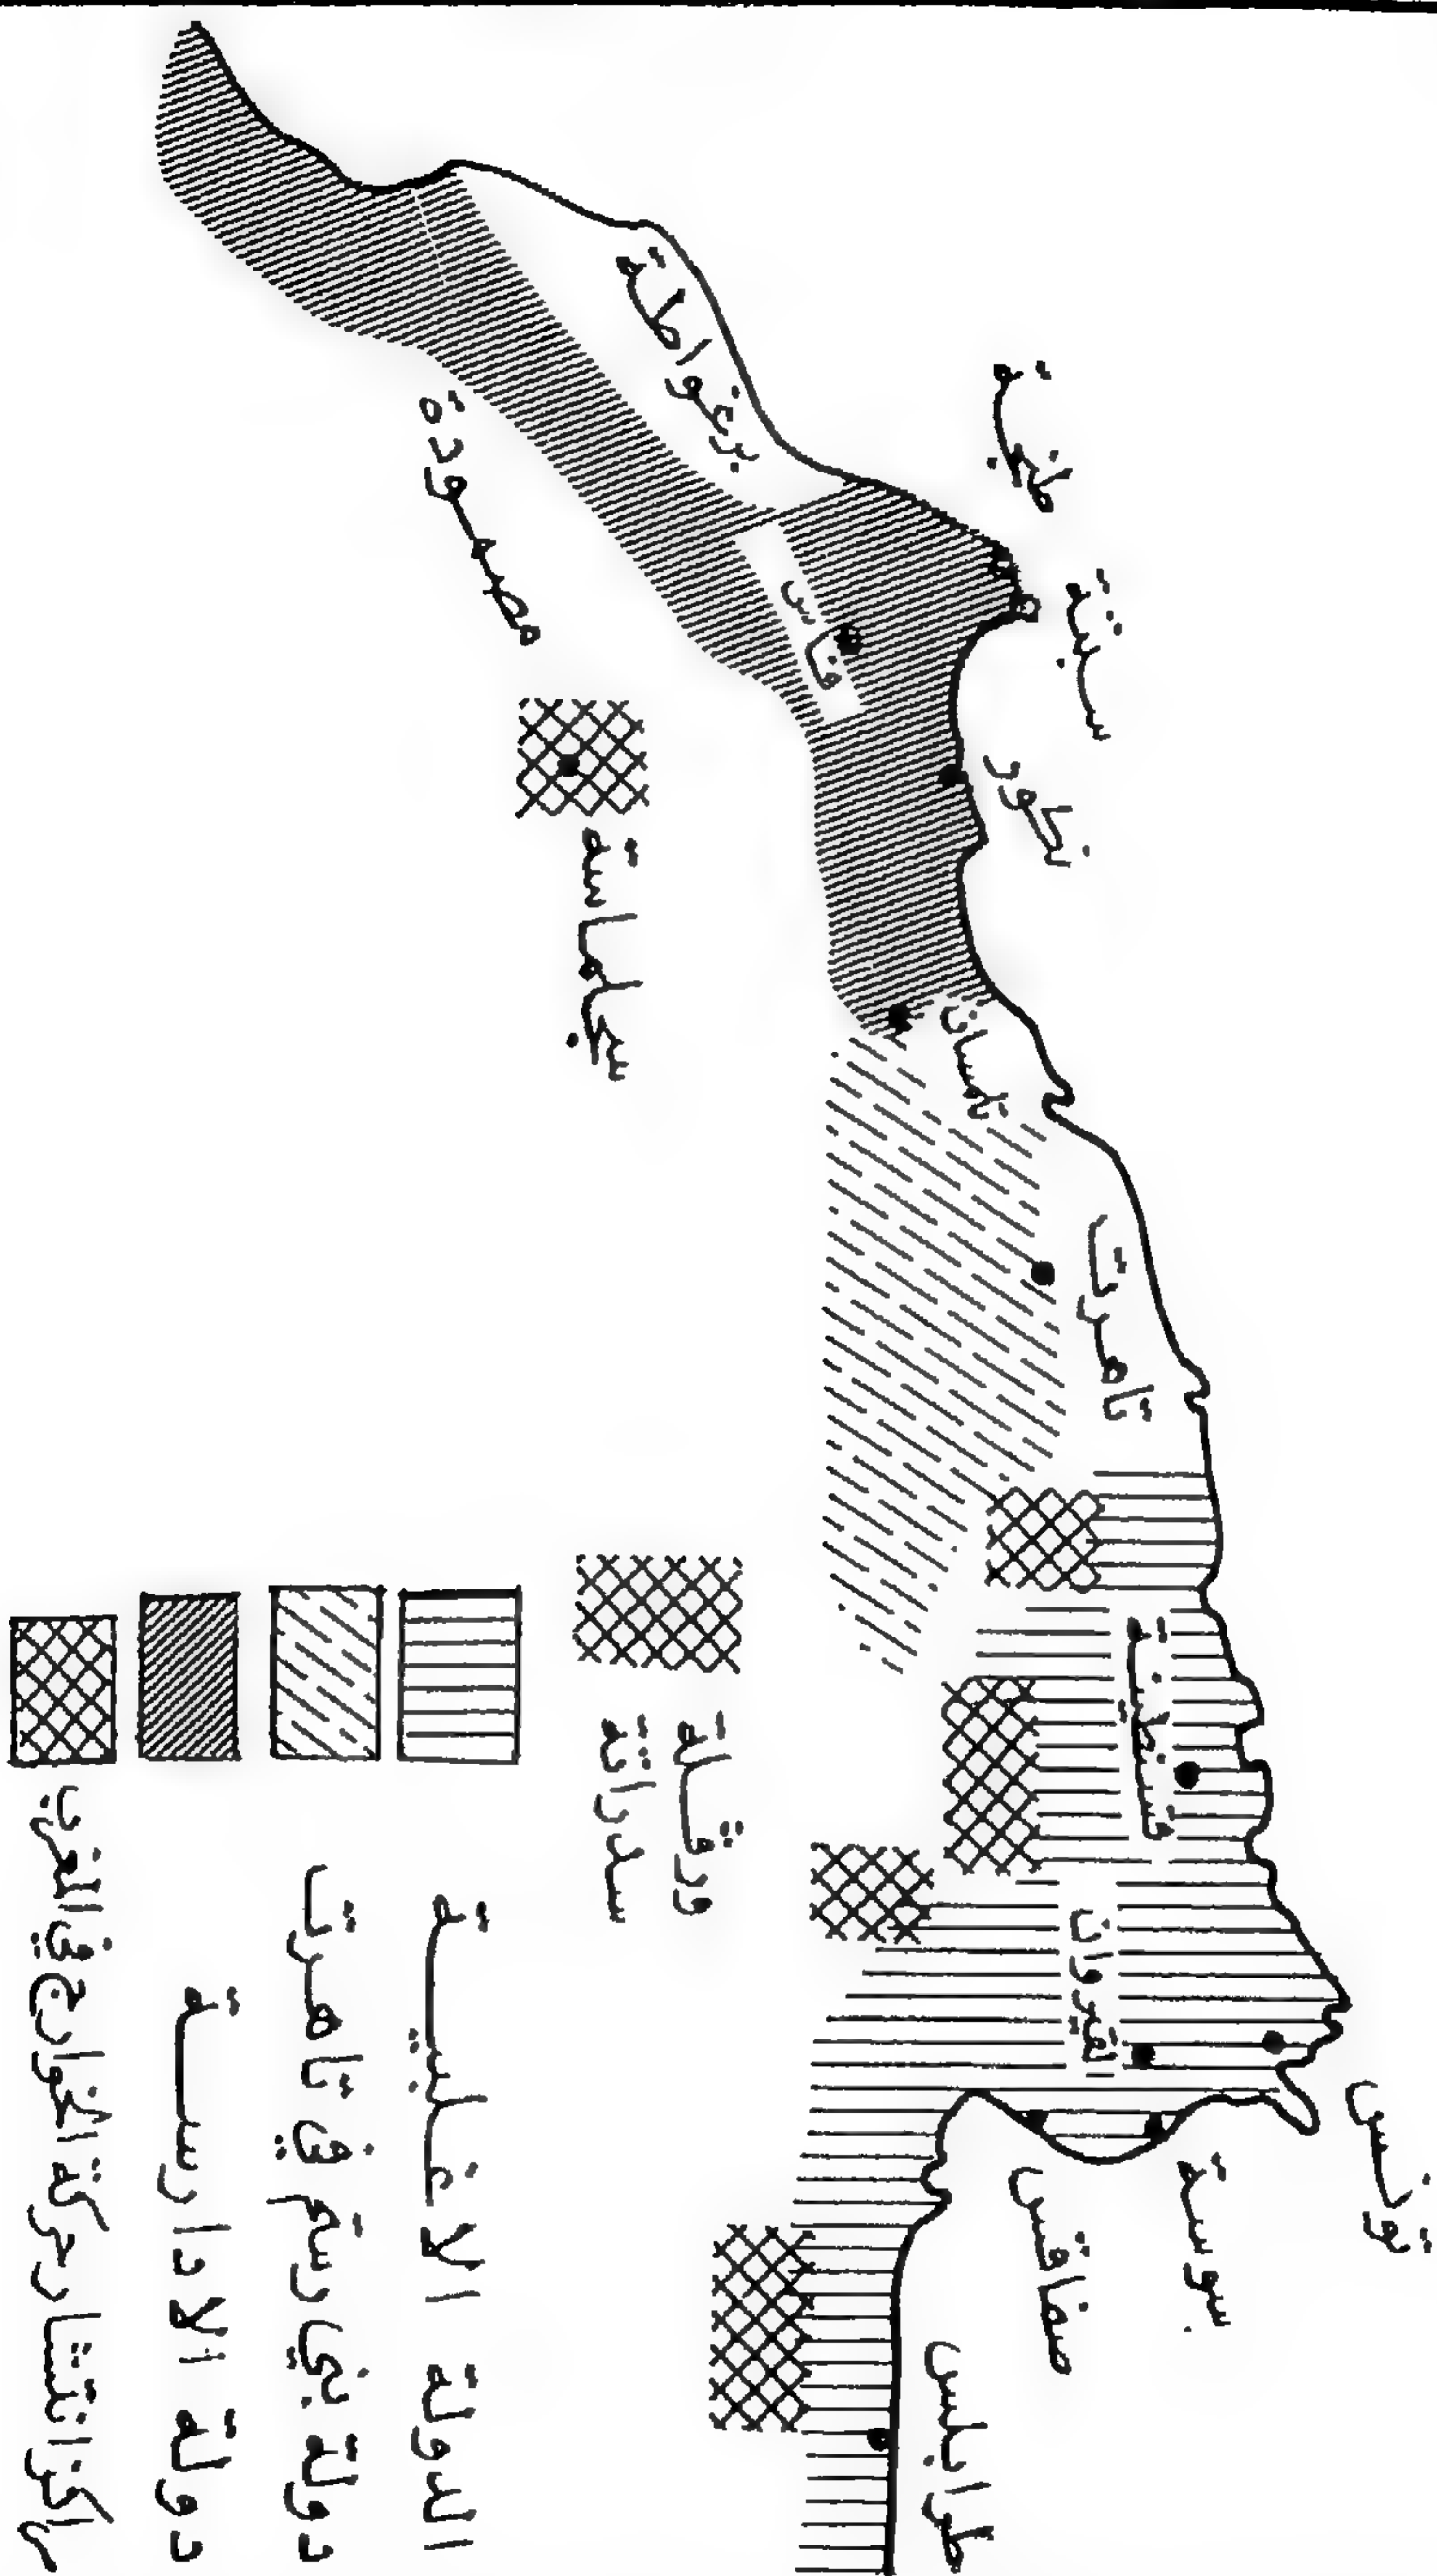 طنجة
سبتة
نكور
برغواطة
فاس
مصمودة
سجلماسة
تلمسان
تاهرت
قسنطينة
القيروان
تونس
سوسة
صفاقس
طرابلس
ورقلة
سدراتة
الدولة الاغلبية
دولة بني رستم في تاهرت
دولة الادارسة
مراكز انتشار حركة الخوارج في المغرب